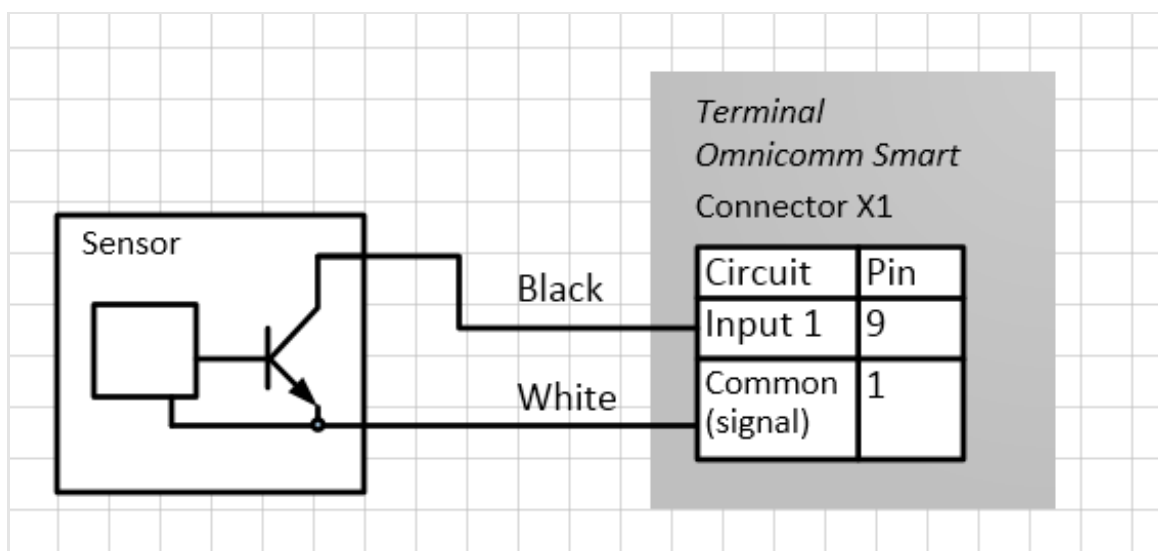 Terminal
Omnicomm Smart
Connector X1
Sensor
Circuit Pin
Black
Input 1 9
White
Common 1
(signal)